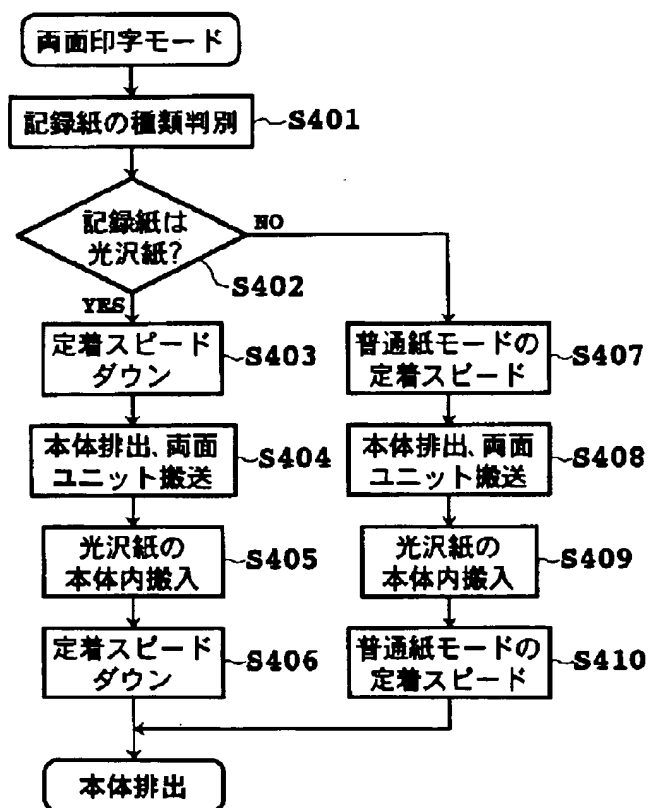 両面印字モード
記録紙の種類判別
S401
記録紙は
光沢紙?
NO
S402
YES
定着スピード
ダウン
S403
普通紙モードの
定着スピード
S407
本体排出、両面
ユニット搬送
S404
本体排出、両面
ユニット搬送
S408
光沢紙の
本体内搬入
S405
光沢紙の
本体内搬入
S409
定着スピード
ダウン
S406
普通紙モードの
定着スピード
S410
本体排出